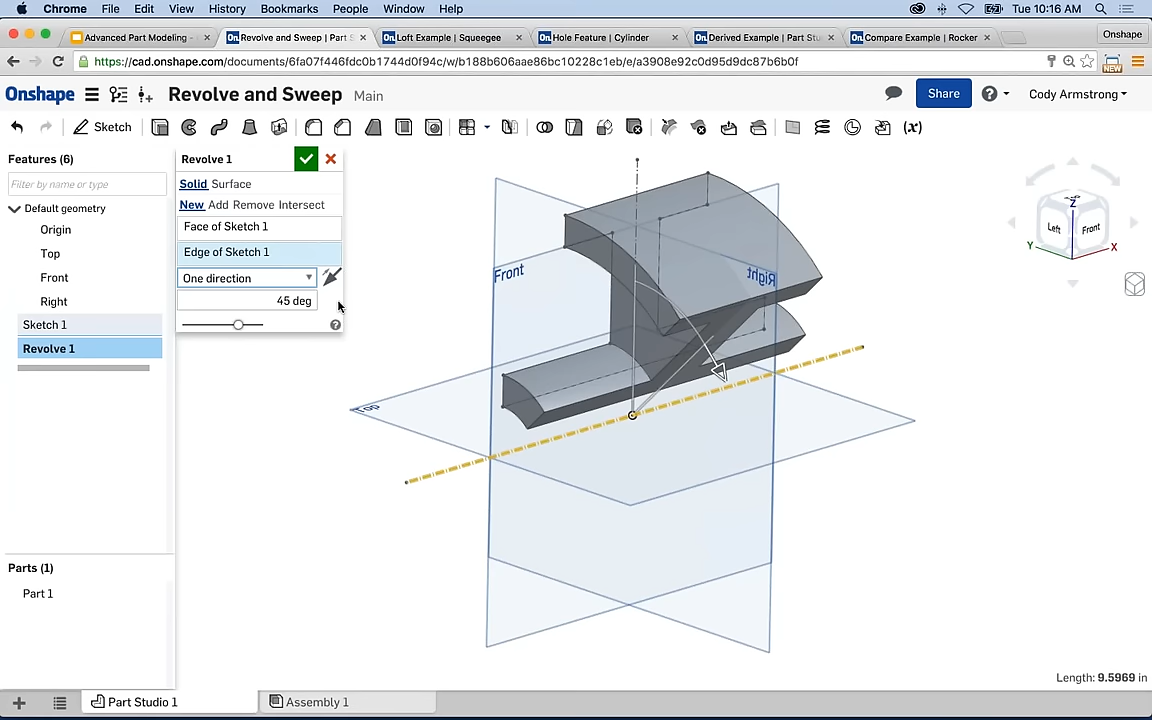 Chrome File Edit View History Bookmarks People Window Help Tue 10:16 AM
Advanced Part Modeling - Revolve and Sweep | Part S Loft Example | Squeegee Hole Feature | Cylinder Derived Example | Part Stu Compare Example | Rocker Onshape
https://cad.onshape.com/documents/6fa07f446fdc0b1744d0f94c/w/b188b606aae86bc10228c1eb/e/a3908e92c0d95d9dc87b6b0f NEW
Onshape Revolve and Sweep Main Share Cody Armstrong
Sketch (x)
Features (6)
Filter by name or type
Default geometry
Origin
Top
Front
Right
Sketch 1
Revolve 1
Revolve 1
Solid Surface
New Add Remove Intersect
Face of Sketch 1
Edge of Sketch 1
One direction
45 deg
Front
Right
Top
Z
Left Front
Y X
Parts (1)
Part 1
Length: 9.5969 in
Part Studio 1 Assembly 1